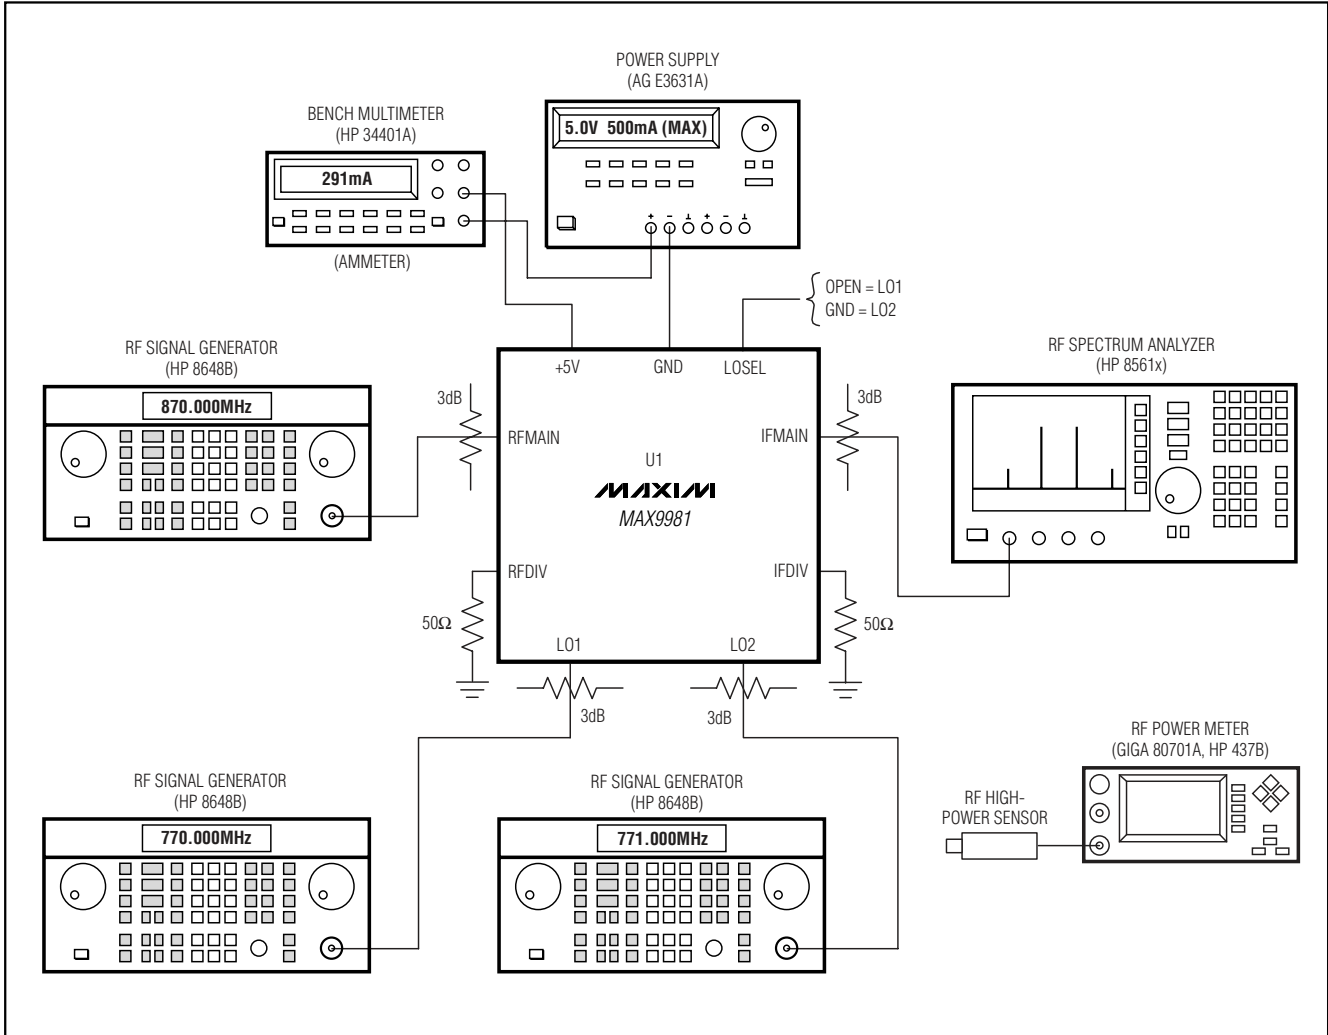 POWER SUPPLY
(AG E3631A)
5.0V 500mA (MAX)
+ − ⊥ + − ⊥
BENCH MULTIMETER
(HP 34401A)
291mA
(AMMETER)
OPEN = LO1
GND = LO2
RF SIGNAL GENERATOR
(HP 8648B)
870.000MHz
RF SPECTRUM ANALYZER
(HP 8561x)
+5V
GND
LOSEL
3dB
3dB
RFMAIN
IFMAIN
U1
MAXIM
MAX9981
RFDIV
IFDIV
50Ω
50Ω
LO1
LO2
3dB
3dB
RF SIGNAL GENERATOR
(HP 8648B)
770.000MHz
RF SIGNAL GENERATOR
(HP 8648B)
771.000MHz
RF POWER METER
(GIGA 80701A, HP 437B)
RF HIGH-
POWER SENSOR